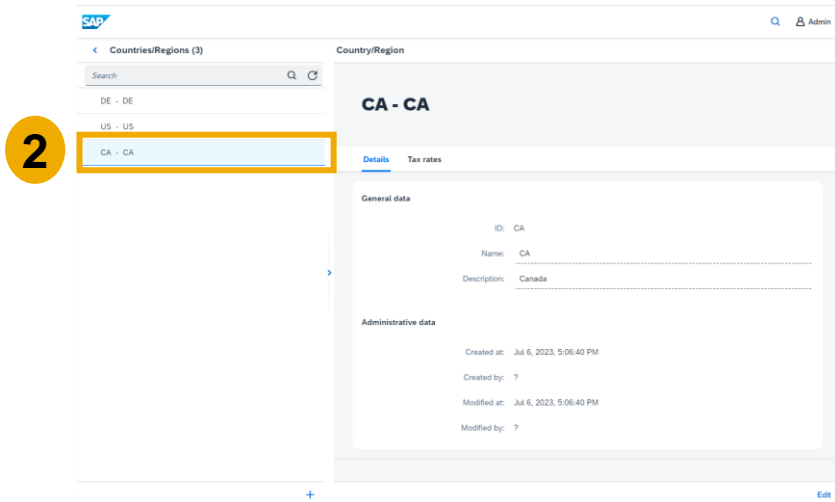 SAP
Admin
Countries/Regions (3)
Country/Region
Search
DE - DE
US - US
CA - CA
2
CA - CA
Details Tax rates
General data
ID: CA
Name: CA
Description: Canada
Administrative data
Created at: Jul 6, 2023, 5:06:40 PM
Created by: ?
Modified at: Jul 6, 2023, 5:06:40 PM
Modified by: ?
Edit